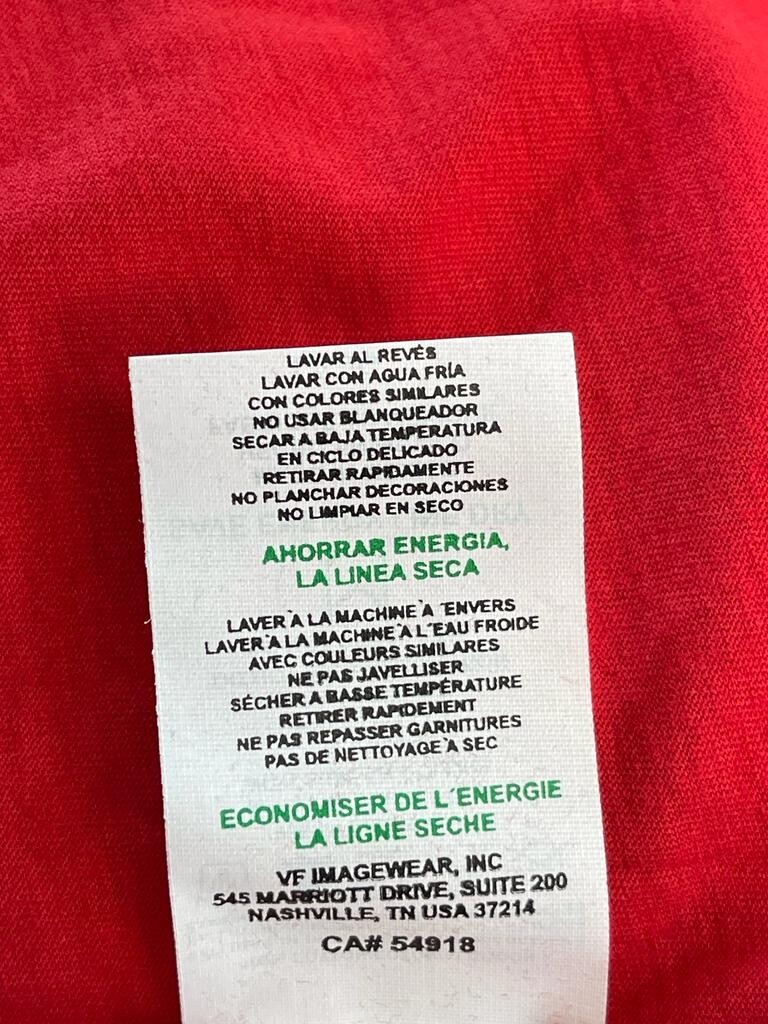 LAVAR AL REVÉS
LAVAR CON AGUA FRÍA
CON COLORES SIMILARES
NO USAR BLANQUEADOR
SECAR A BAJA TEMPERATURA
EN CICLO DELICADO
RETIRAR RAPIDAMENTE
NO PLANCHAR DECORACIONES
NO LIMPIAR EN SECO
AHORRAR ENERGIA,
LA LINEA SECA
LAVER`A LA MACHINE`A ´ENVERS
LAVER`A LA MACHINE`A L´EAU FROIDE
AVEC COULEURS SIMILARES
NE PAS JAVELLISER
SÉCHER A BASSE TEMPÉRATURE
RETIRER RAPIDEMENT
NE PAS REPASSER GARNITURES
PAS DE NETTOYAGE`A SEC
ECONOMISER DE L´ENERGIE
LA LIGNE SECHE
VF IMAGEWEAR, INC
545 MARRIOTT DRIVE, SUITE 200
NASHVILLE, TN USA 37214
CA# 54918